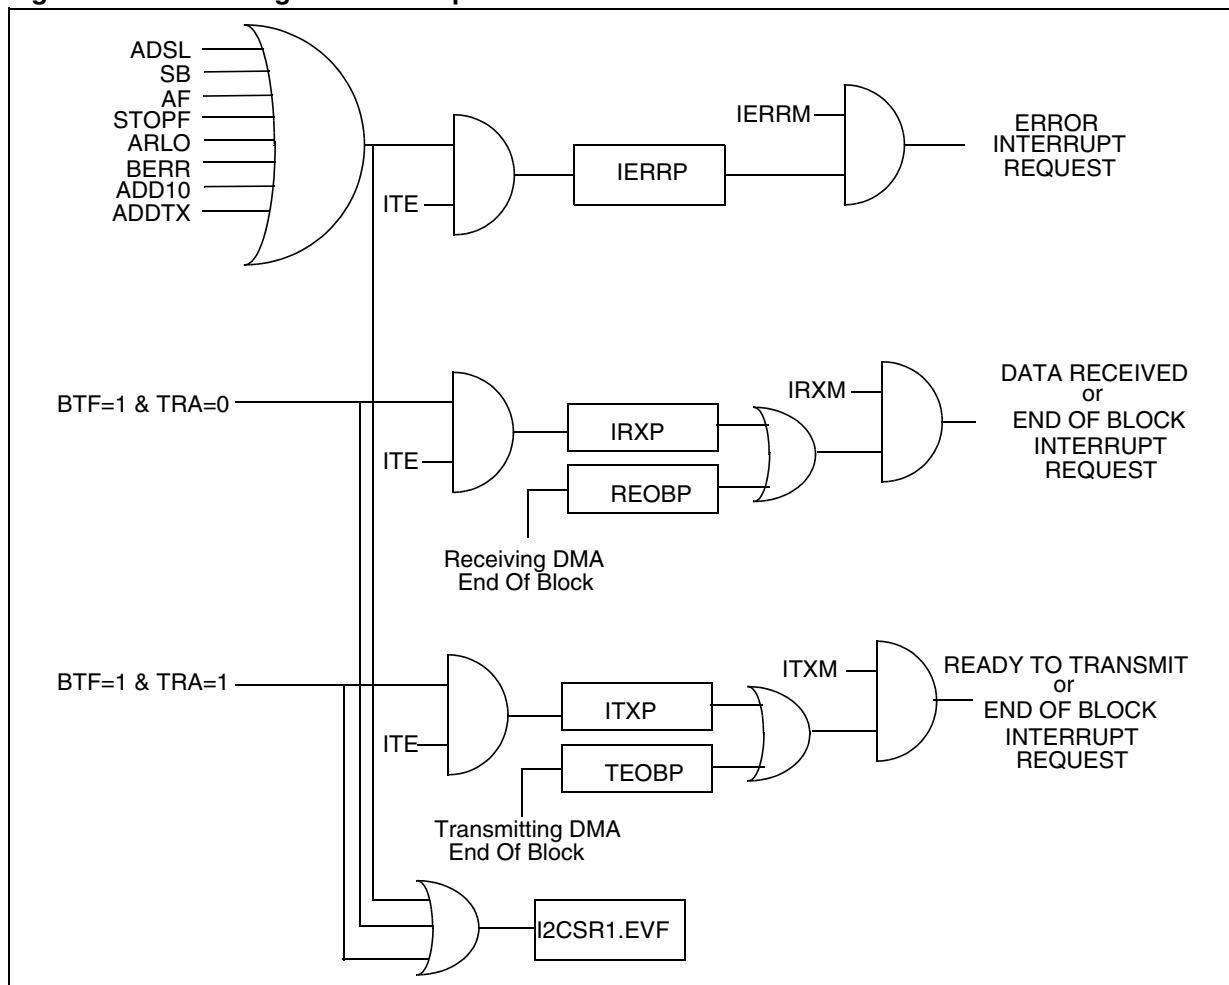 ADSL
SB
AF
STOPF
ARLO
BERR
ADD10
ADDTX
ITE
IERRP
IERRM
ERROR
INTERRUPT
REQUEST
BTF=1 & TRA=0
ITE
IRXP
REOBP
IRXM
DATA RECEIVED
or
END OF BLOCK
INTERRUPT
REQUEST
Receiving DMA
End Of Block
BTF=1 & TRA=1
ITE
ITXP
TEOBP
ITXM
READY TO TRANSMIT
or
END OF BLOCK
INTERRUPT
REQUEST
Transmitting DMA
End Of Block
I2CSR1.EVF